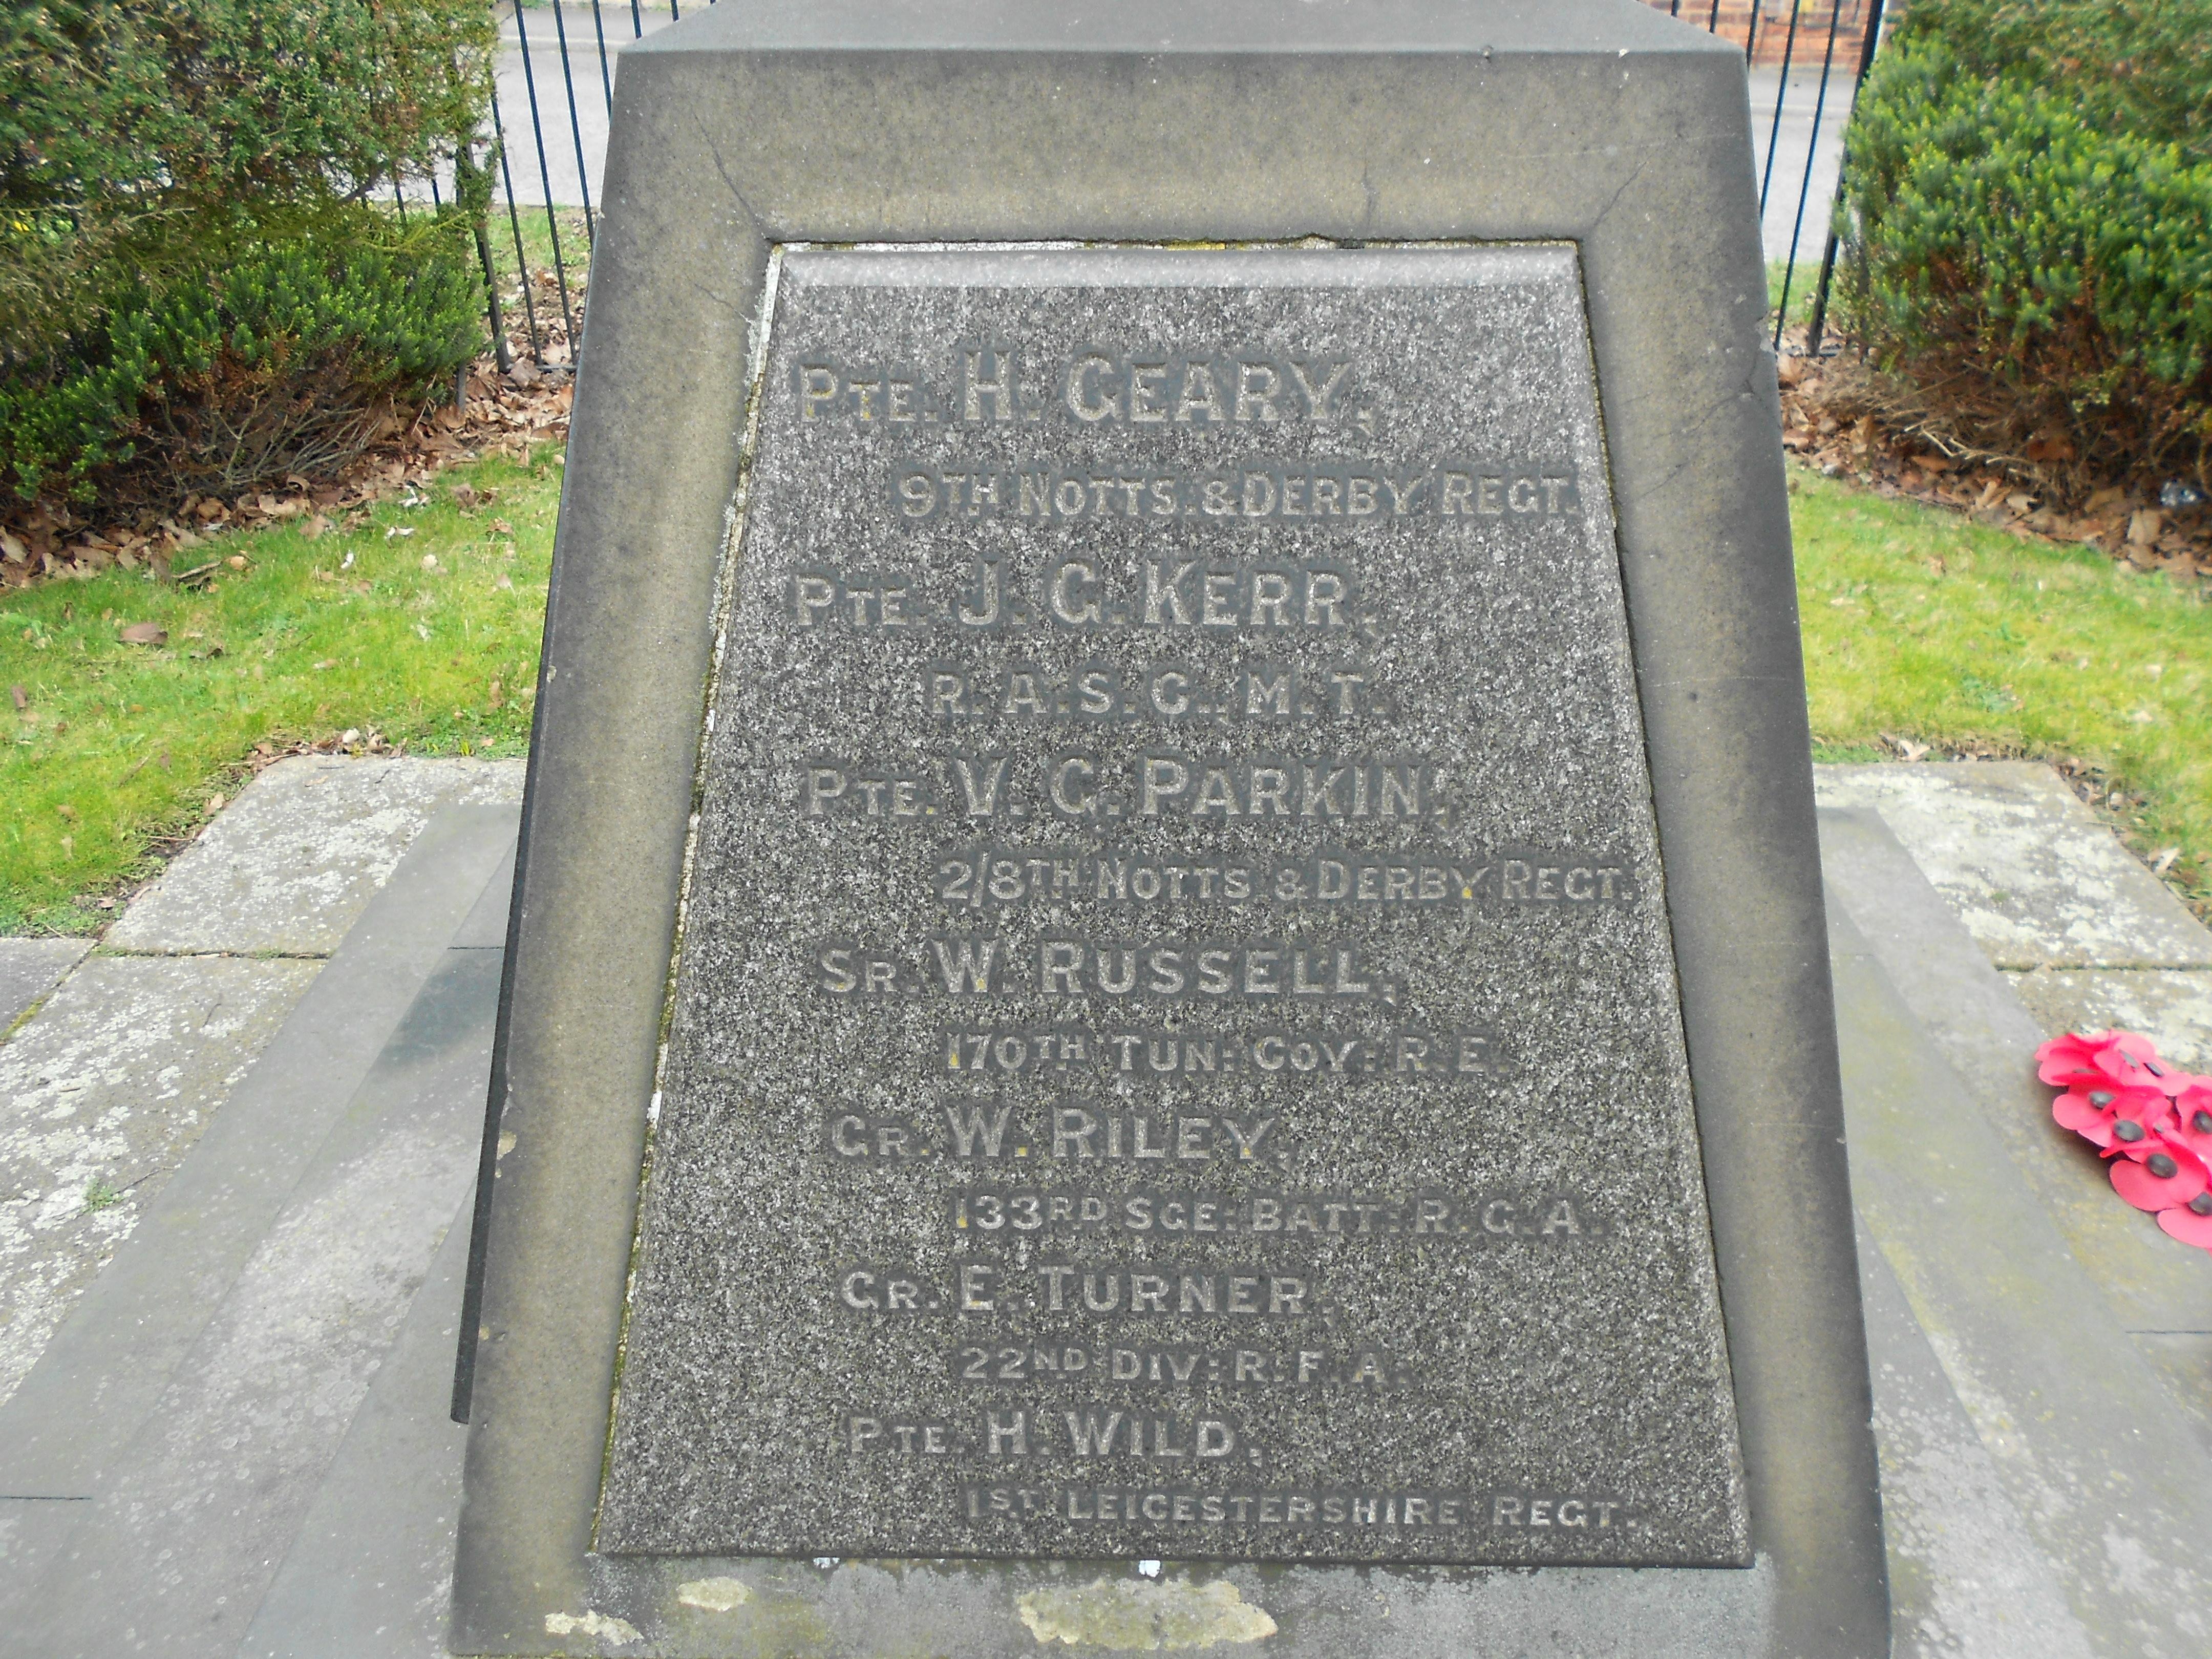 PTE. H. GEARY,
9TH NOTTS. & DERBY REGT.
PTE. J. G. KERR,
R.A.S.C., M.T.
PTE. V. G. PARKIN,
2/8TH NOTTS & DERBY REGT.
SR. W. RUSSELL,
170TH TUN: COY: R.E.
GR. W. RILEY,
133RD SGE: BATT: R.G.A.
GR. E. TURNER,
22ND DIV: R.F.A:
PTE. H. WILD,
1ST LEICESTERSHIRE REGT.